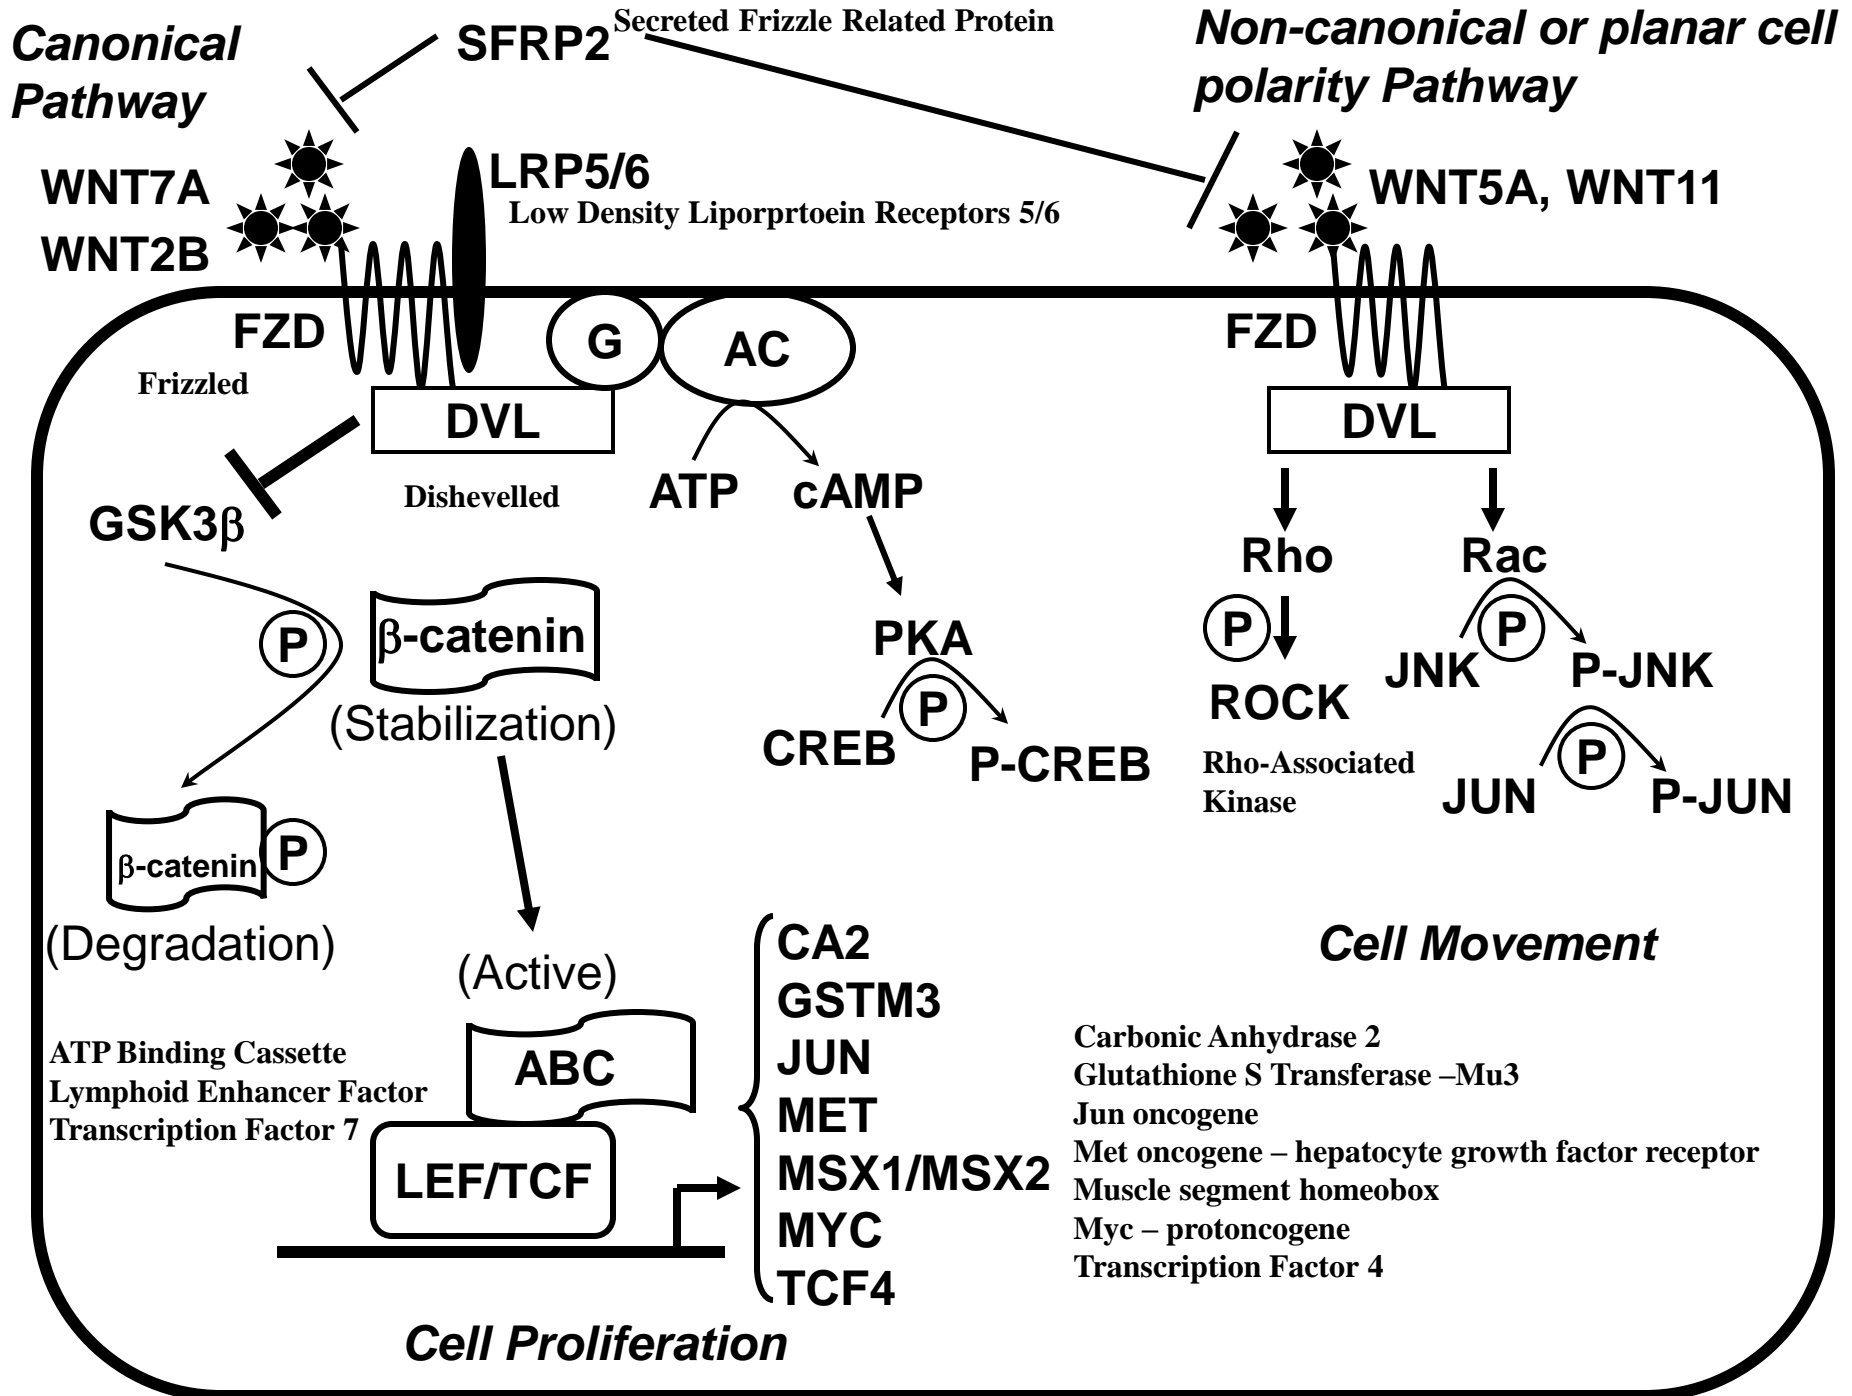 Canonical
Pathway
SFRP2
Secreted Frizzle Related Protein
Non-canonical or planar cell
polarity Pathway
WNT7A
WNT2B
LRP5/6
Low Density Liporprtoein Receptors 5/6
WNT5A, WNT11
FZD
Frizzled
G
AC
FZD
DVL
Dishevelled
ATP
cAMP
DVL
GSK3β
P
β-catenin
(Stabilization)
PKA
P
CREB
P-CREB
Rho
P
ROCK
Rho-Associated
Kinase
Rac
P
JNK
P-JNK
P
JUN
P-JUN
β-catenin
P
(Degradation)
(Active)
ABC
LEF/TCF
ATP Binding Cassette
Lymphoid Enhancer Factor
Transcription Factor 7
CA2
GSTM3
JUN
MET
MSX1/MSX2
MYC
TCF4
Cell Movement
Carbonic Anhydrase 2
Glutathione S Transferase –Mu3
Jun oncogene
Met oncogene – hepatocyte growth factor receptor
Muscle segment homeobox
Myc – protoncogene
Transcription Factor 4
Cell Proliferation